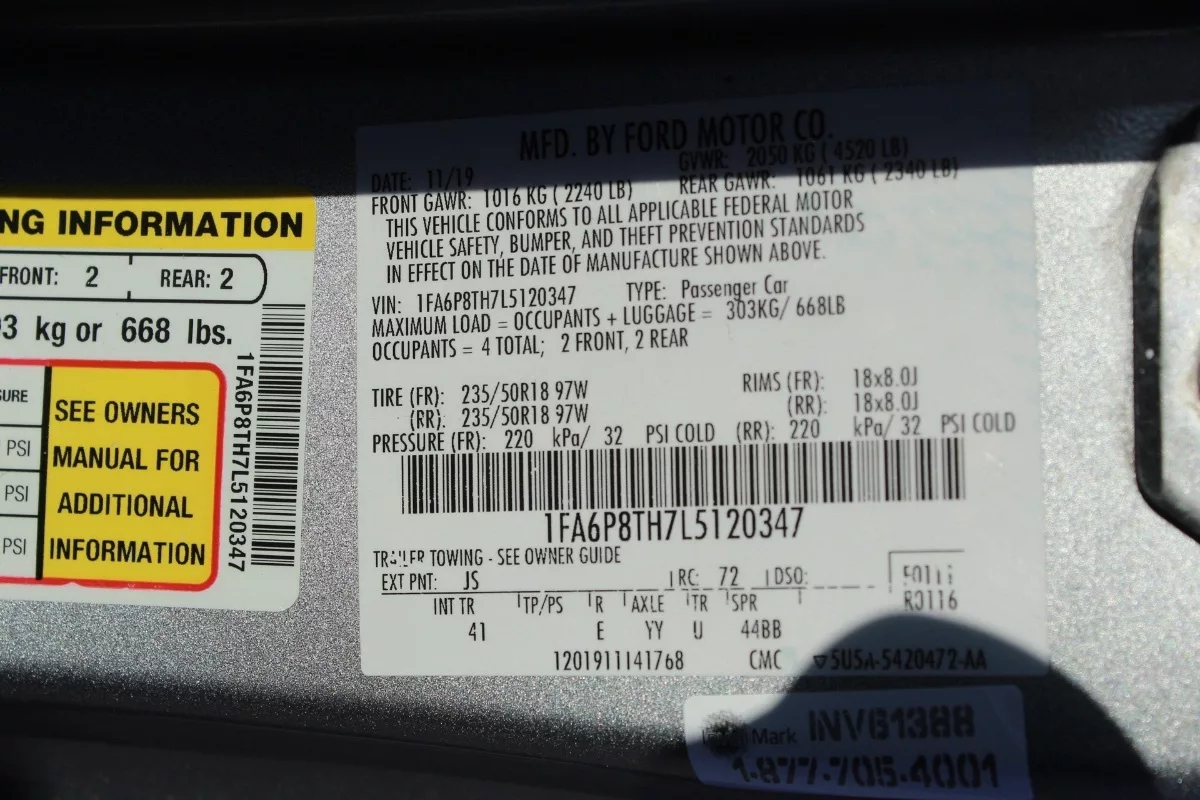 NG INFORMATION
FRONT: 2 REAR: 2
3 kg or 668 lbs.
SURE
PSI
PSI
PSI
SEE OWNERS
MANUAL FOR
ADDITIONAL
INFORMATION
1FA6P8TH7L5120347
MFD. BY FORD MOTOR CO.
DATE: 11/19 GVWR: 2050 KG ( 4520 LB)
FRONT GAWR: 1016 KG ( 2240 LB) REAR GAWR: 1061 KG ( 2340 LB)
THIS VEHICLE CONFORMS TO ALL APPLICABLE FEDERAL MOTOR
VEHICLE SAFETY, BUMPER, AND THEFT PREVENTION STANDARDS
IN EFFECT ON THE DATE OF MANUFACTURE SHOWN ABOVE.
VIN: 1FA6P8TH7L5120347 TYPE: Passenger Car
MAXIMUM LOAD = OCCUPANTS + LUGGAGE = 303KG/ 668LB
OCCUPANTS = 4 TOTAL; 2 FRONT, 2 REAR
TIRE (FR): 235/50R18 97W RIMS (FR): 18x8.0J
(RR): 235/50R18 97W (RR): 18x8.0J
PRESSURE (FR): 220 kPa/ 32 PSI COLD (RR): 220 kPa/ 32 PSI COLD
1FA6P8TH7L5120347
TRAILER TOWING - SEE OWNER GUIDE
EXT PNT: JS RC: 72 DSO:
R0116
INT TR TP/PS R AXLE TR SPR
41 E YY U 44BB
1201911141768 CMC ▽5U5A-5420472-AA
Mark INV61388
1-877-705-4001